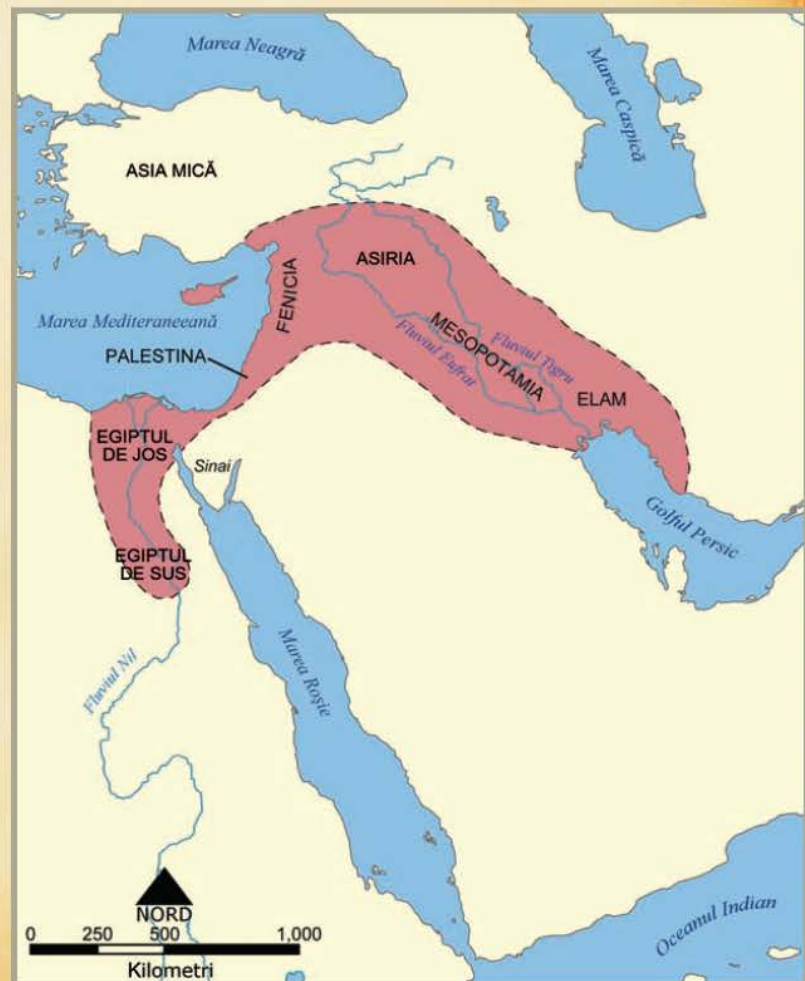 Marea Neagră
Marea Caspică
ASIA MICĂ
ASIRIA
FENICIA
Marea Mediteraneeană
MESOPOTAMIA
Fluviul Tigru
Fluviul Eufrat
PALESTINA
ELAM
EGIPTUL
DE JOS
Sinai
Golful Persic
EGIPTUL
DE SUS
Fluviul Nil
Marea Roșie
NORD
0 250 500 1,000
Kilometri
Oceanul Indian